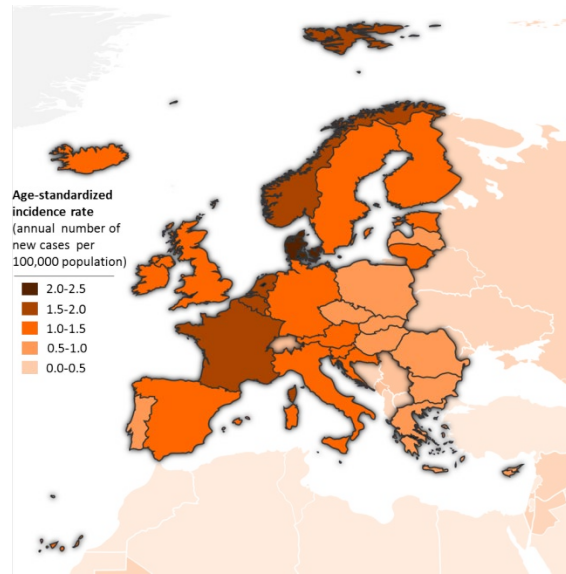 Age-standardized
incidence rate
(annual number of
new cases per
100,000 population)
2.0-2.5
1.5-2.0
1.0-1.5
0.5-1.0
0.0-0.5